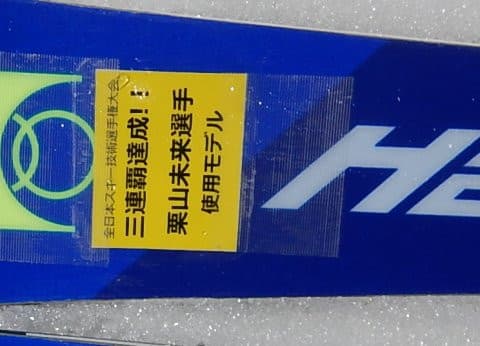 全日本スキー技術選手権大会
三連覇達成!!
栗山未来選手
使用モデル